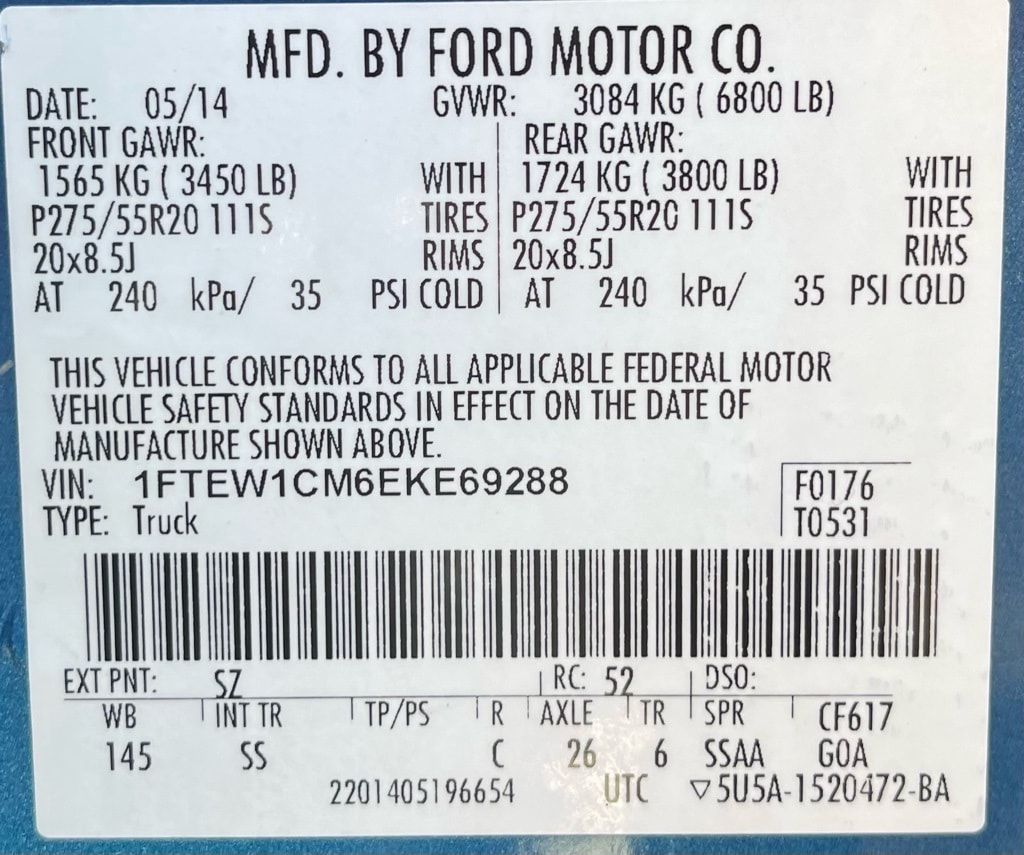 MFD. BY FORD MOTOR CO.
DATE: 05/14 GVWR: 3084 KG ( 6800 LB)
FRONT GAWR: REAR GAWR:
1565 KG ( 3450 LB) WITH 1724 KG ( 3800 LB) WITH
P275/55R20 111S TIRES P275/55R20 111S TIRES
20x8.5J RIMS 20x8.5J RIMS
AT 240 kPa/ 35 PSI COLD AT 240 kPa/ 35 PSI COLD
THIS VEHICLE CONFORMS TO ALL APPLICABLE FEDERAL MOTOR
VEHICLE SAFETY STANDARDS IN EFFECT ON THE DATE OF
MANUFACTURE SHOWN ABOVE.
VIN: 1FTEW1CM6EKE69288 F0176
TYPE: Truck T0531
EXT PNT: SZ RC: 52 DSO:
WB INT TR TP/PS R AXLE TR SPR CF617
145 SS C 26 6 SSAA GOA
2201405196654 UTC ▽5U5A-1520472-BA